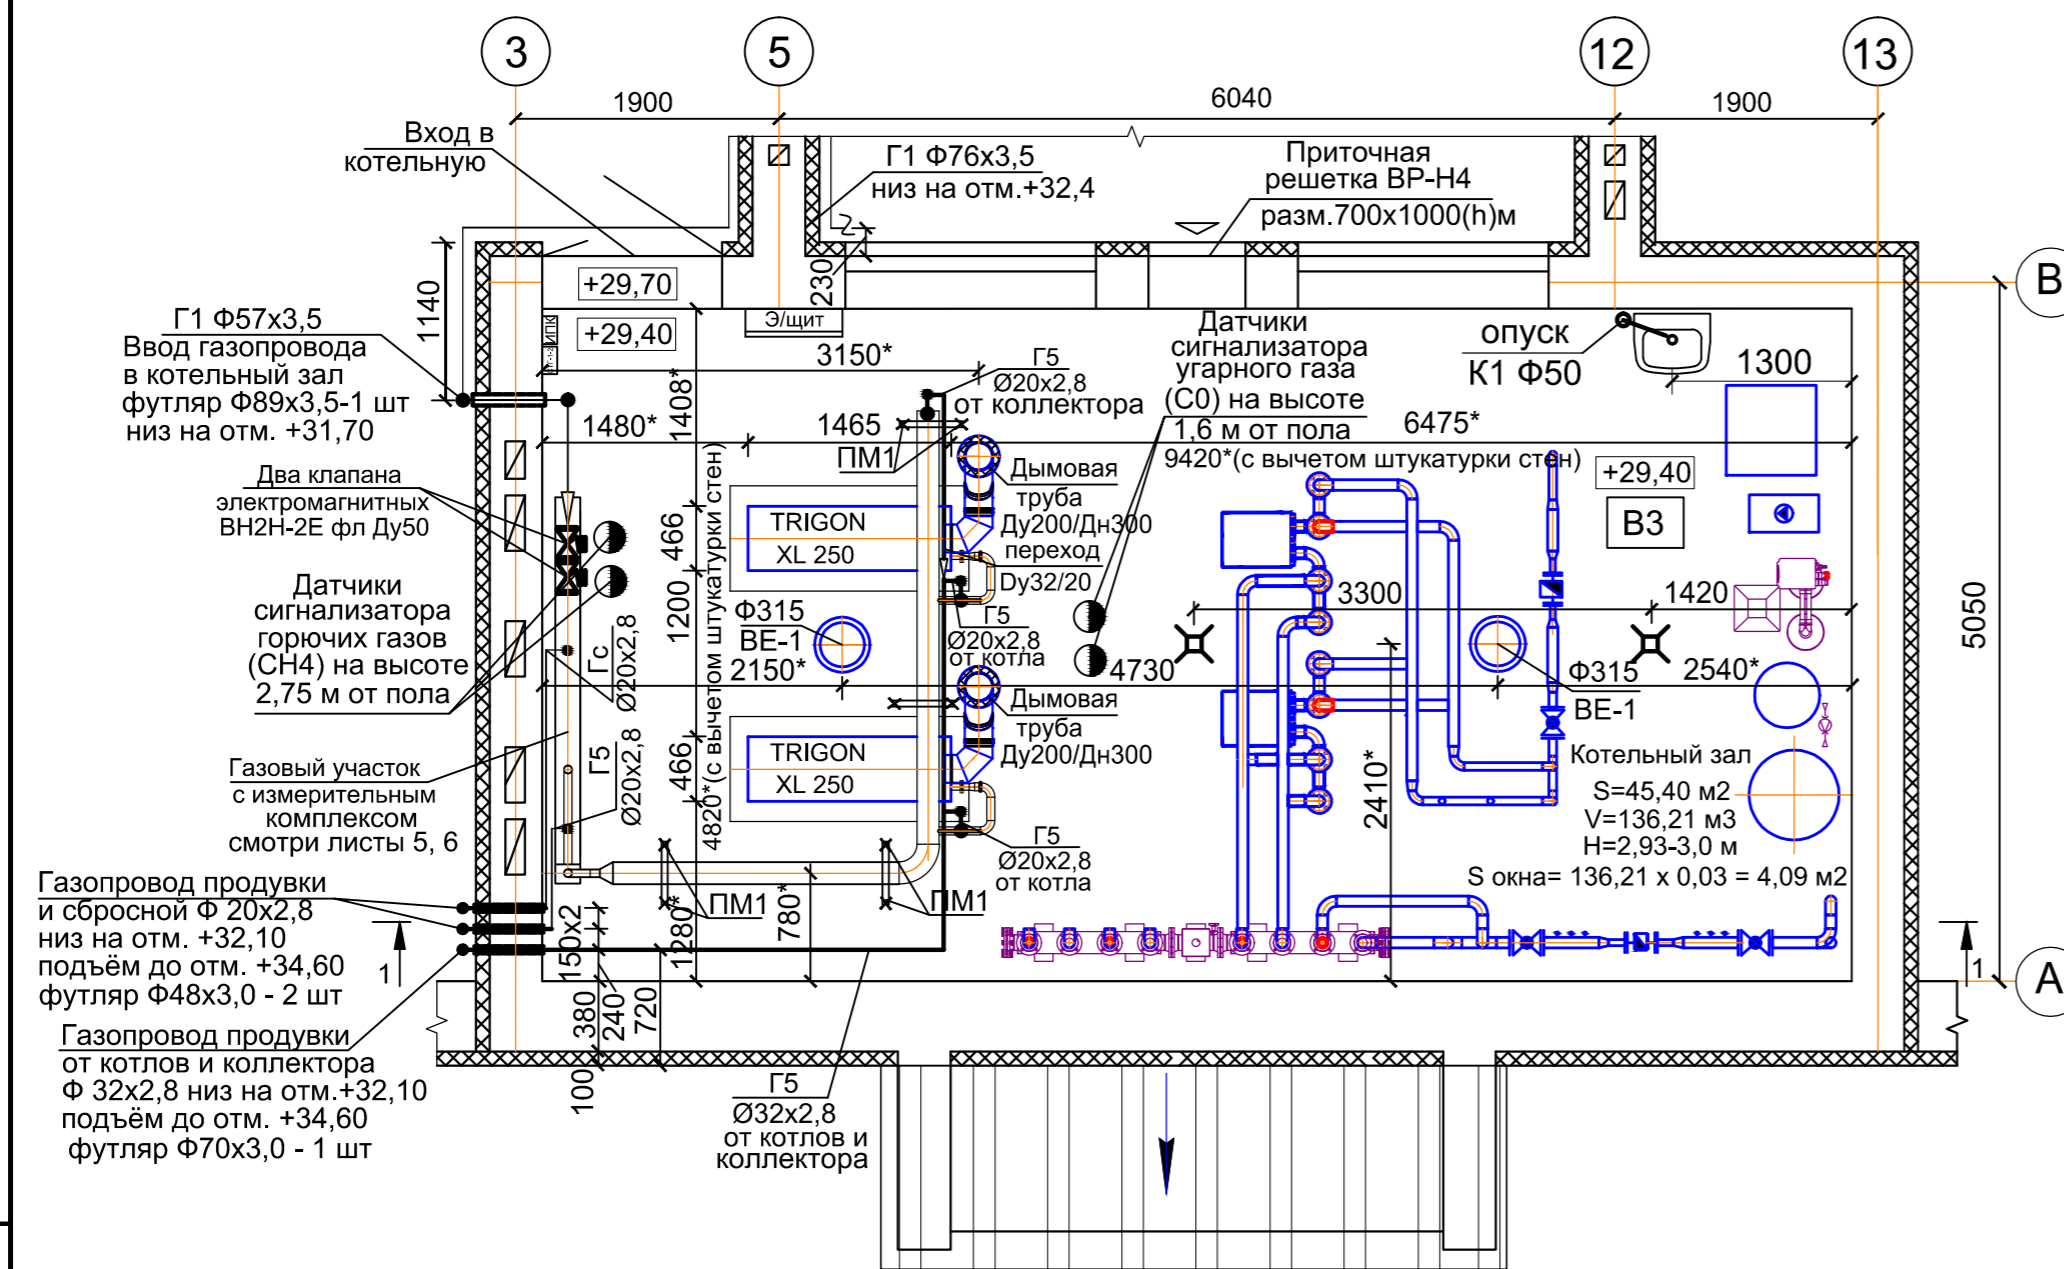 3
5
12
13
1900
6040
1900
Вход в
котельную
Г1 Ф76х3,5
низ на отм.+32,4
Приточная
решетка ВР-Н4
разм.700х1000(h)м
В
1140
+29,70
230
+29,40
ИПК
Э/щит
3150*
1408*
Г1 Ф57х3,5
Ввод газопровода
в котельный зал
футляр Ф89х3,5-1 шт
низ на отм. +31,70
Г5
Ø20х2,8
от коллектора
Датчики
сигнализатора
угарного газа
(С0) на высоте
1,6 м от пола
опуск
К1 Ф50
1300
1480*
1465
6475*
ПМ1
9420*(с вычетом штукатурки стен)
+29,40
В3
Два клапана
электромагнитных
ВН2Н-2Е фл Ду50
TRIGON
XL 250
466
1200
4820*(с вычетом штукатурки стен)
Дымовая
труба
Ду200/Дн300
переход
Dy32/20
Датчики
сигнализатора
горючих газов
(СН4) на высоте
2,75 м от пола
Гс
Ø20х2,8
Ф315
ВЕ-1
2150*
Г5
Ø20х2,8
от котла
3300
1420
4730
2540*
5050
Ф315
ВЕ-1
Дымовая
труба
Ду200/Дн300
TRIGON
XL 250
466
Г5
Ø20х2,8
2410*
Газовый участок
с измерительным
комплексом
смотри листы 5, 6
Г5
Ø20х2,8
от котла
Котельный зал
S=45,40 м2
V=136,21 м3
Н=2,93-3,0 м
S окна= 136,21 х 0,03 = 4,09 м2
Газопровод продувки
и сбросной Ф 20х2,8
низ на отм. +32,10
подъём до отм. +34,60
футляр Ф48х3,0 - 2 шт
1
150х2
1280*
ПМ1
780*
ПМ1
1
А
380
240
720
100
Газопровод продувки
от котлов и коллектора
Ф 32х2,8 низ на отм.+32,10
подъём до отм. +34,60
футляр Ф70х3,0 - 1 шт
Г5
Ø32х2,8
от котлов и
коллектора